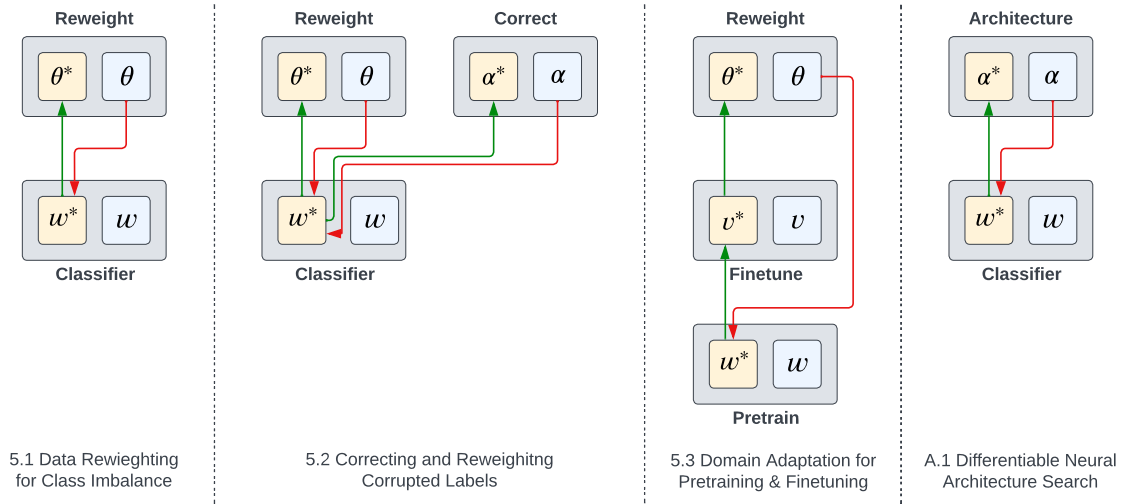 Reweight
θ* θ
w* w
Classifier
5.1 Data Rewieghting
for Class Imbalance
Reweight
Correct
θ* θ
α* α
w* w
Classifier
5.2 Correcting and Reweighitng
Corrupted Labels
Reweight
θ* θ
v* v
Finetune
w* w
Pretrain
5.3 Domain Adaptation for
Pretraining & Finetuning
Architecture
α* α
w* w
Classifier
A.1 Differentiable Neural
Architecture Search